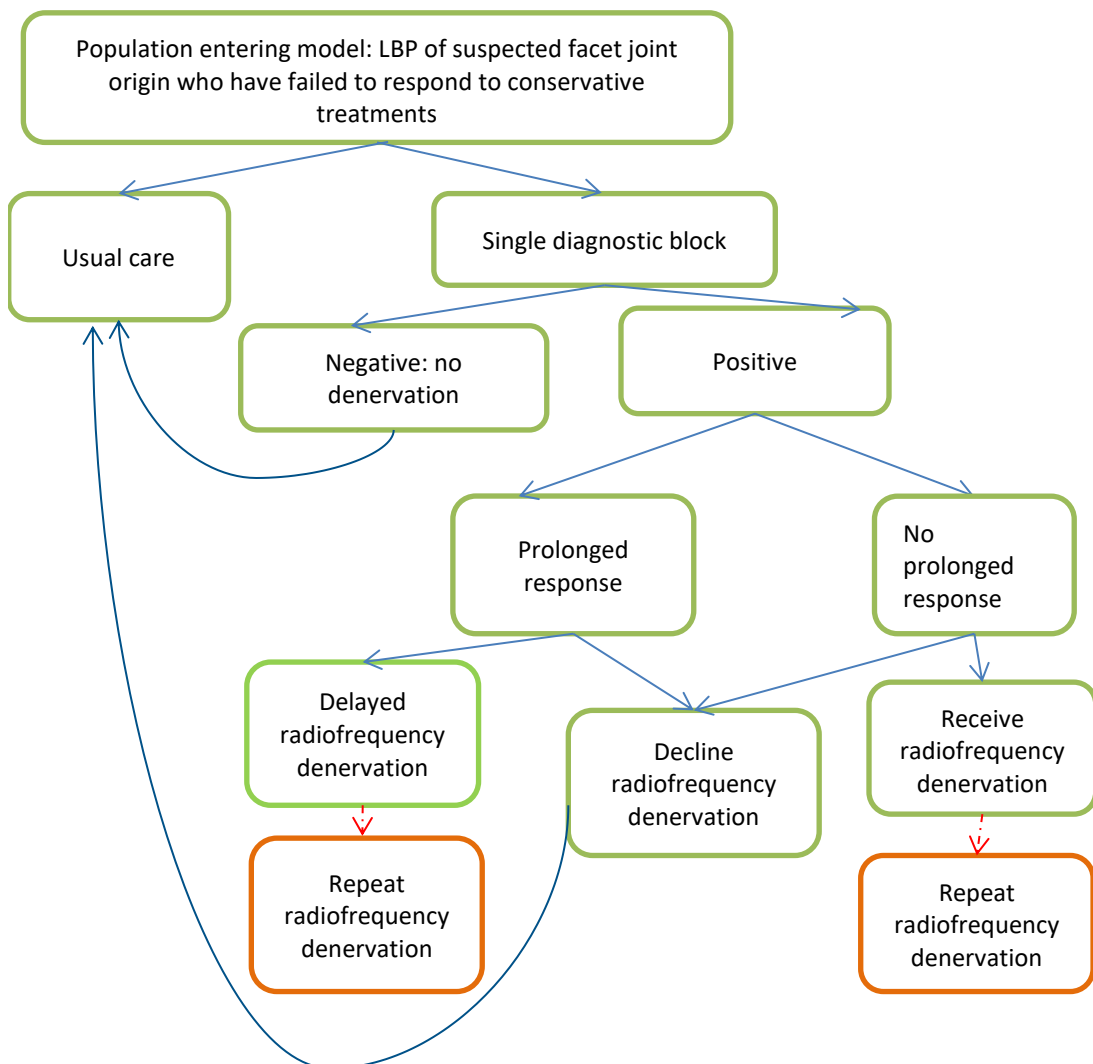 Population entering model: LBP of suspected facet joint
origin who have failed to respond to conservative
treatments
Usual care
Single diagnostic block
Negative: no
denervation
Positive
Prolonged
response
No
prolonged
response
Delayed
radiofrequency
denervation
Decline
radiofrequency
denervation
Receive
radiofrequency
denervation
Repeat
radiofrequency
denervation
Repeat
radiofrequency
denervation